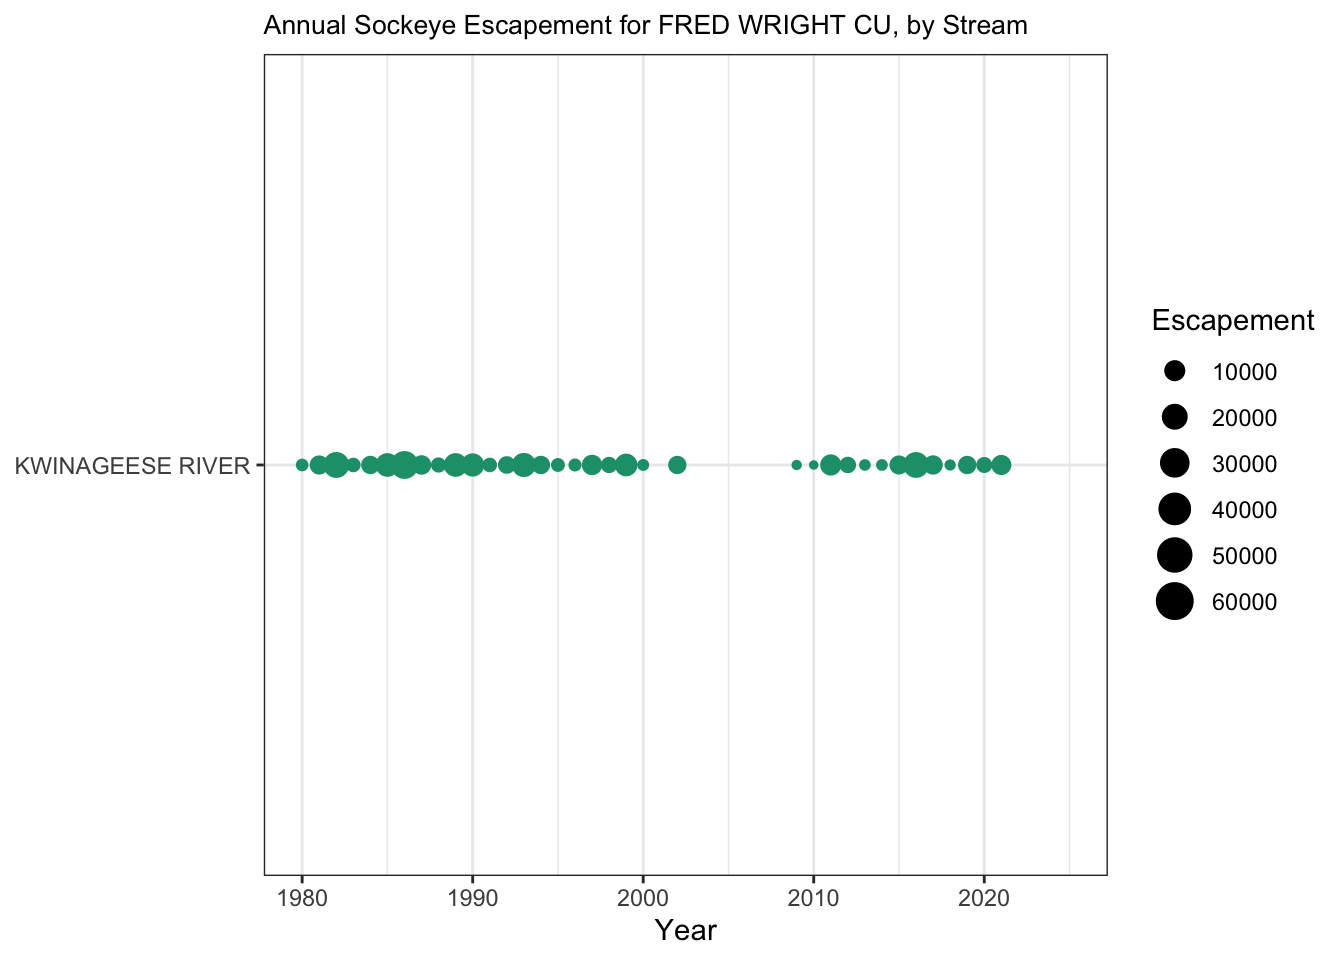 Annual Sockeye Escapement for FRED WRIGHT CU, by Stream
KWINAGEESE RIVER
1980 1990 2000 2010 2020
Year
Escapement
10000
20000
30000
40000
50000
60000